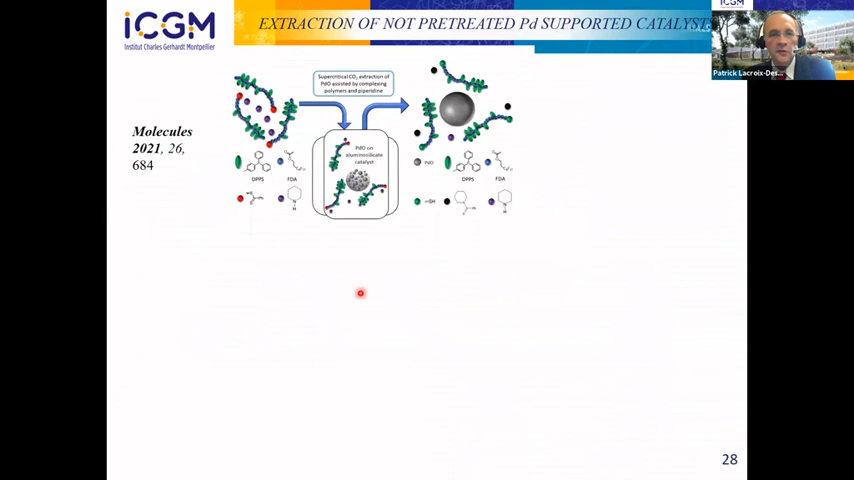 iCGM
Institut Charles Gerhardt Montpellier
EXTRACTION OF NOT PRETREATED Pd SUPPORTED CATALYSTS
iCGM
Patrick Lacroix-Des...
Supercritical CO2 extraction of
PdO assisted by complexing
polymers and piperidine
Molecules
2021, 26,
684
PdO on
aluminosilicate
catalyst
DPPS
FDA
PdO
DPPS
FDA
28